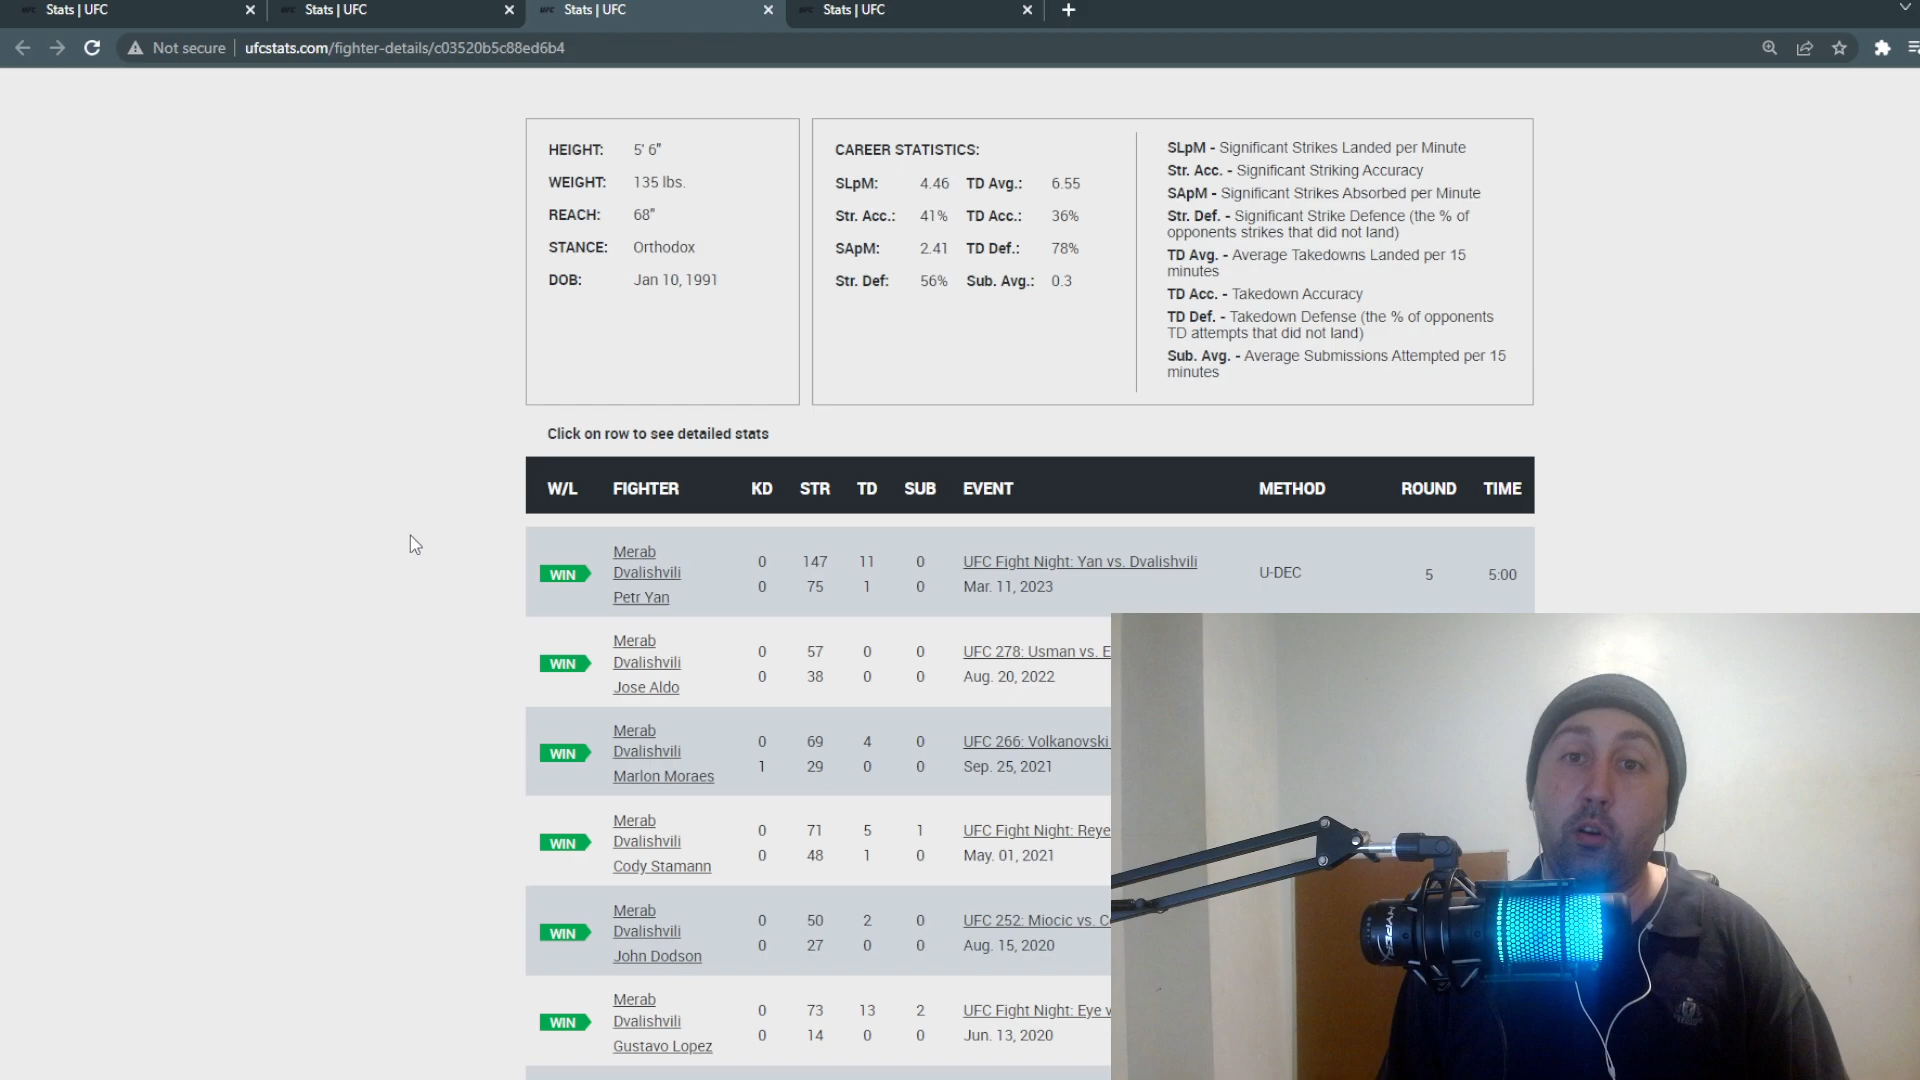 Stats | UFC
Stats | UFC
Stats | UFC
Stats | UFC
Not secure
ufcstats.com/fighter-details/c03520b5c88ed6b4
HEIGHT: 5' 6"
WEIGHT: 135 lbs.
REACH: 68"
STANCE: Orthodox
DOB: Jan 10, 1991
CAREER STATISTICS:
SLpM: 4.46 TD Avg.: 6.55
Str. Acc.: 41% TD Acc.: 36%
SApM: 2.41 TD Def.: 78%
Str. Def: 56% Sub. Avg.: 0.3
SLpM - Significant Strikes Landed per Minute
Str. Acc. - Significant Striking Accuracy
SApM - Significant Strikes Absorbed per Minute
Str. Def. - Significant Strike Defence (the % of
opponents strikes that did not land)
TD Avg. - Average Takedowns Landed per 15
minutes
TD Acc. - Takedown Accuracy
TD Def. - Takedown Defense (the % of opponents
TD attempts that did not land)
Sub. Avg. - Average Submissions Attempted per 15
minutes
Click on row to see detailed stats
W/L FIGHTER KD STR TD SUB EVENT METHOD ROUND TIME
WIN
Merab
Dvalishvili
Petr Yan
0 147 11 0 UFC Fight Night: Yan vs. Dvalishvili
0 75 1 0 Mar. 11, 2023
U-DEC 5 5:00
WIN
Merab
Dvalishvili
Jose Aldo
0 57 0 0 UFC 278: Usman vs. E
0 38 0 0 Aug. 20, 2022
WIN
Merab
Dvalishvili
Marlon Moraes
0 69 4 0 UFC 266: Volkanovski
1 29 0 0 Sep. 25, 2021
WIN
Merab
Dvalishvili
Cody Stamann
0 71 5 1 UFC Fight Night: Reye
0 48 1 0 May. 01, 2021
WIN
Merab
Dvalishvili
John Dodson
0 50 2 0 UFC 252: Miocic vs. C
0 27 0 0 Aug. 15, 2020
WIN
Merab
Dvalishvili
Gustavo Lopez
0 73 13 2 UFC Fight Night: Eye v
0 14 0 0 Jun. 13, 2020
HYPERX